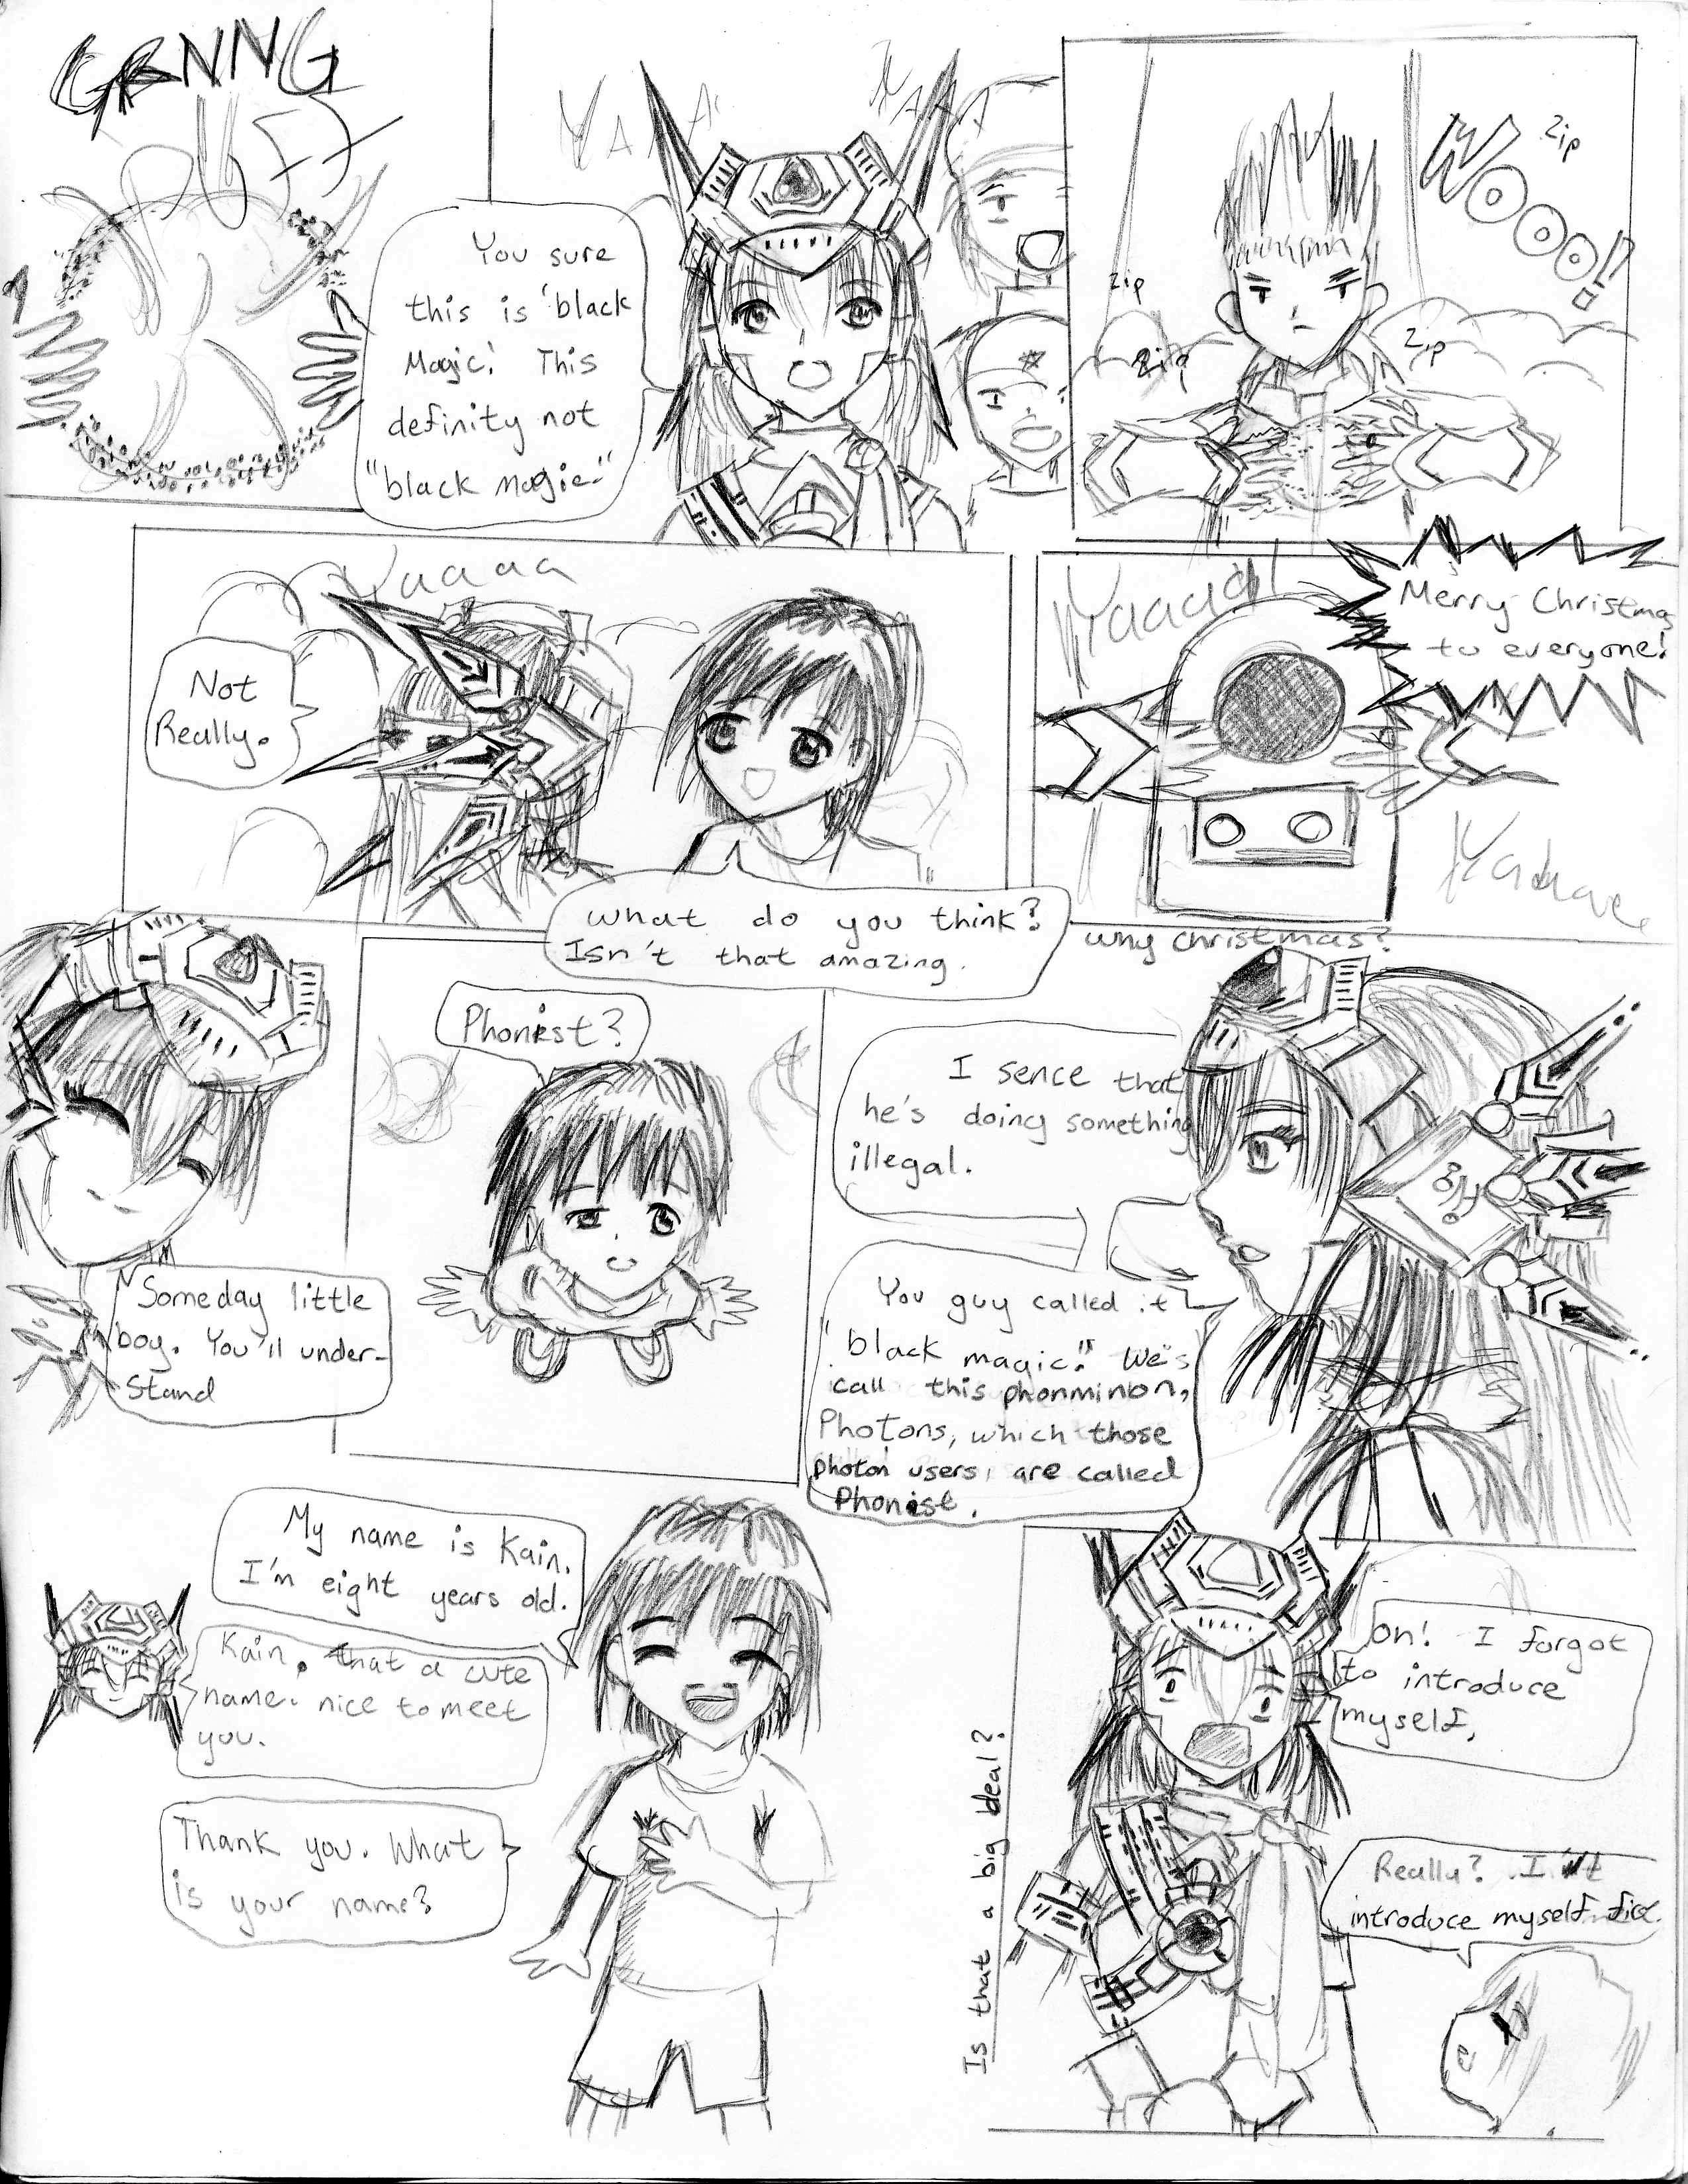 GRNNG
PUFF
YAAA
YAAA
You sure
this is 'black
Magic! This
definity not
"black magic."
Zip
WOOO!!
Zip
Zip
Zip
Yaaaa
Not
Really.
What do you think?
Isn't that amazing.
Yaaaa!
Merry Christmas
to everyone!
why christmas?
Someday little
boy. You'll under-
Stand
Phonist?
I sence that
he's doing something
illegal.
You guy called it
"black magic." We's
call this phonminon,
Photons, which those
photon users, are called
Phonist.
My name is Kain.
I'm eight years old.
Kain. that a cute
name. nice to meet
you.
Thank you. What
is your name?
Is that a big deal?
Oh! I forgot
to introduce
myself,
Really? I
introduce myself